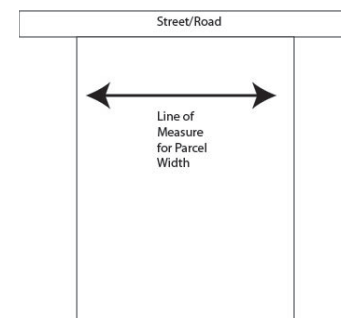 Street/Road
Line of
Measure
for Parcel
Width